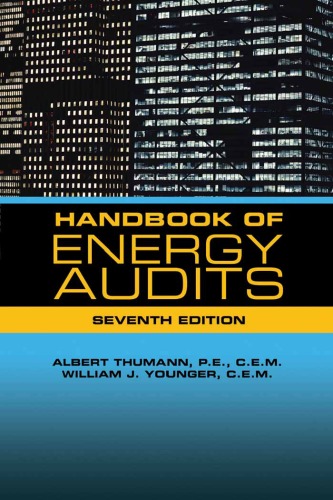 HANDBOOK OF
ENERGY
AUDITS
SEVENTH EDITION
ALBERT THUMANN, P.E., C.E.M.
WILLIAM J. YOUNGER, C.E.M.